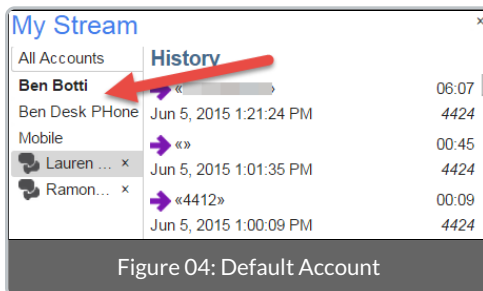 My Stream
×
All Accounts
Ben Botti
Ben Desk PHone
Mobile
Lauren ... ×
Ramon... ×
History
« » 06:07
Jun 5, 2015 1:21:24 PM 4424
«» 00:45
Jun 5, 2015 1:01:35 PM 4424
«4412» 00:09
Jun 5, 2015 1:00:09 PM 4424
Figure 04: Default Account